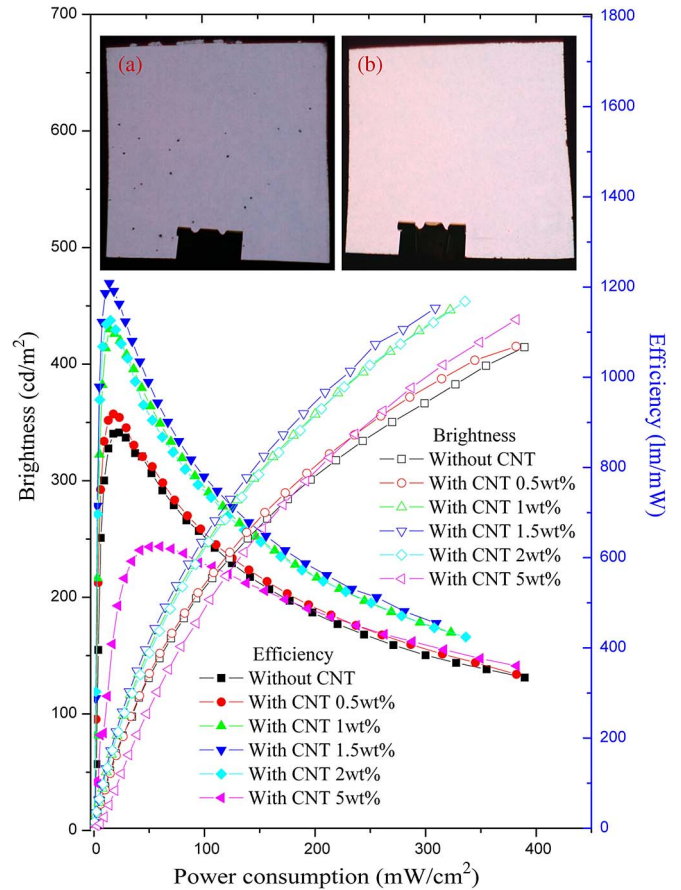 (a)
(b)
700
600
500
400
300
200
100
0
Brightness (cd/m²)
1800
1600
1400
1200
1000
800
600
400
200
0
Efficiency (lm/mW)
Brightness
Without CNT
With CNT 0.5wt%
With CNT 1wt%
With CNT 1.5wt%
With CNT 2wt%
With CNT 5wt%
Efficiency
Without CNT
With CNT 0.5wt%
With CNT 1wt%
With CNT 1.5wt%
With CNT 2wt%
With CNT 5wt%
0 100 200 300 400
Power consumption (mW/cm²)